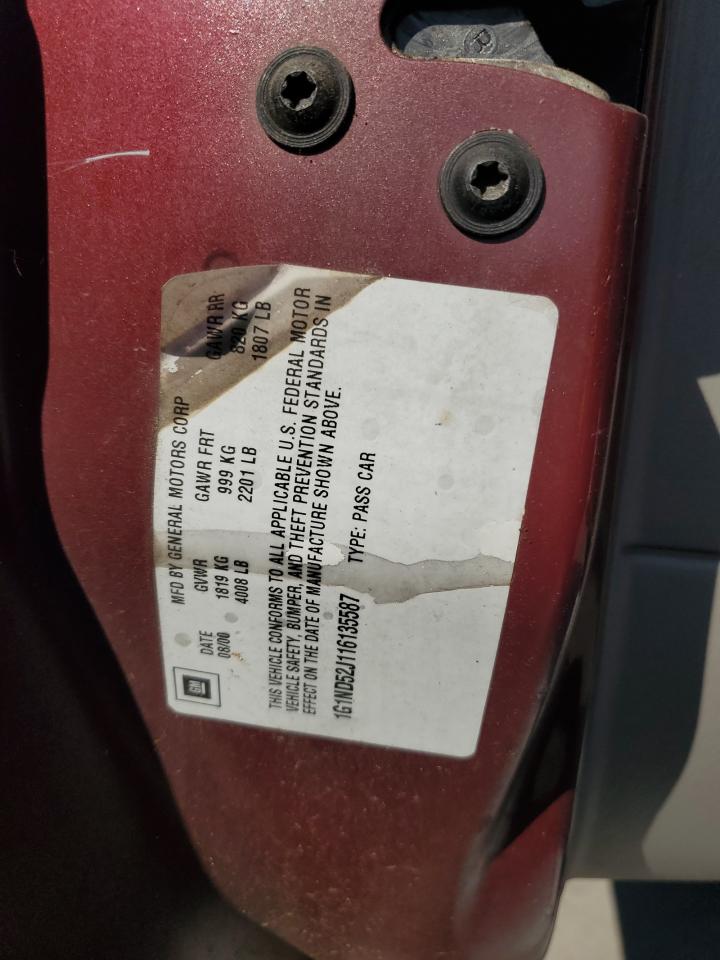 R
GM
MFD BY GENERAL MOTORS CORP
DATE GVWR GAWR FRT GAWR RR
08/00 1819 KG 999 KG 820 KG
4008 LB 2201 LB 1807 LB
THIS VEHICLE CONFORMS TO ALL APPLICABLE U.S. FEDERAL MOTOR
VEHICLE SAFETY, BUMPER, AND THEFT PREVENTION STANDARDS IN
EFFECT ON THE DATE OF MANUFACTURE SHOWN ABOVE.
1G1ND52J116135587 TYPE: PASS CAR